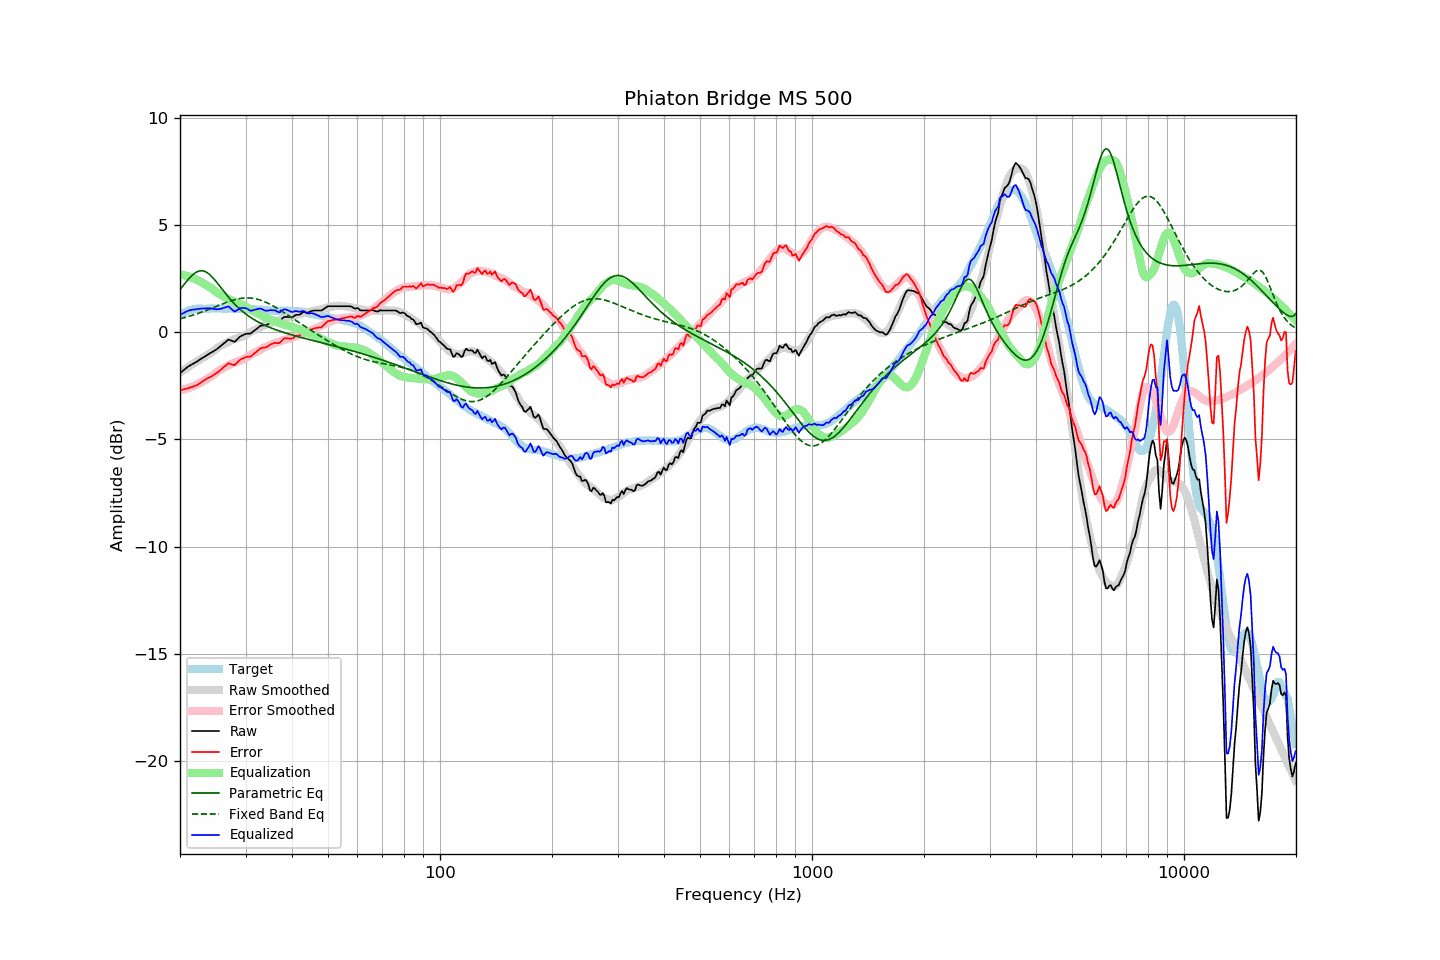 Phiaton Bridge MS 500
10
5
0
−5
−10
−15
−20
Amplitude (dBr)
Target
Raw Smoothed
Error Smoothed
Raw
Error
Equalization
Parametric Eq
Fixed Band Eq
Equalized
100
1000
10000
Frequency (Hz)